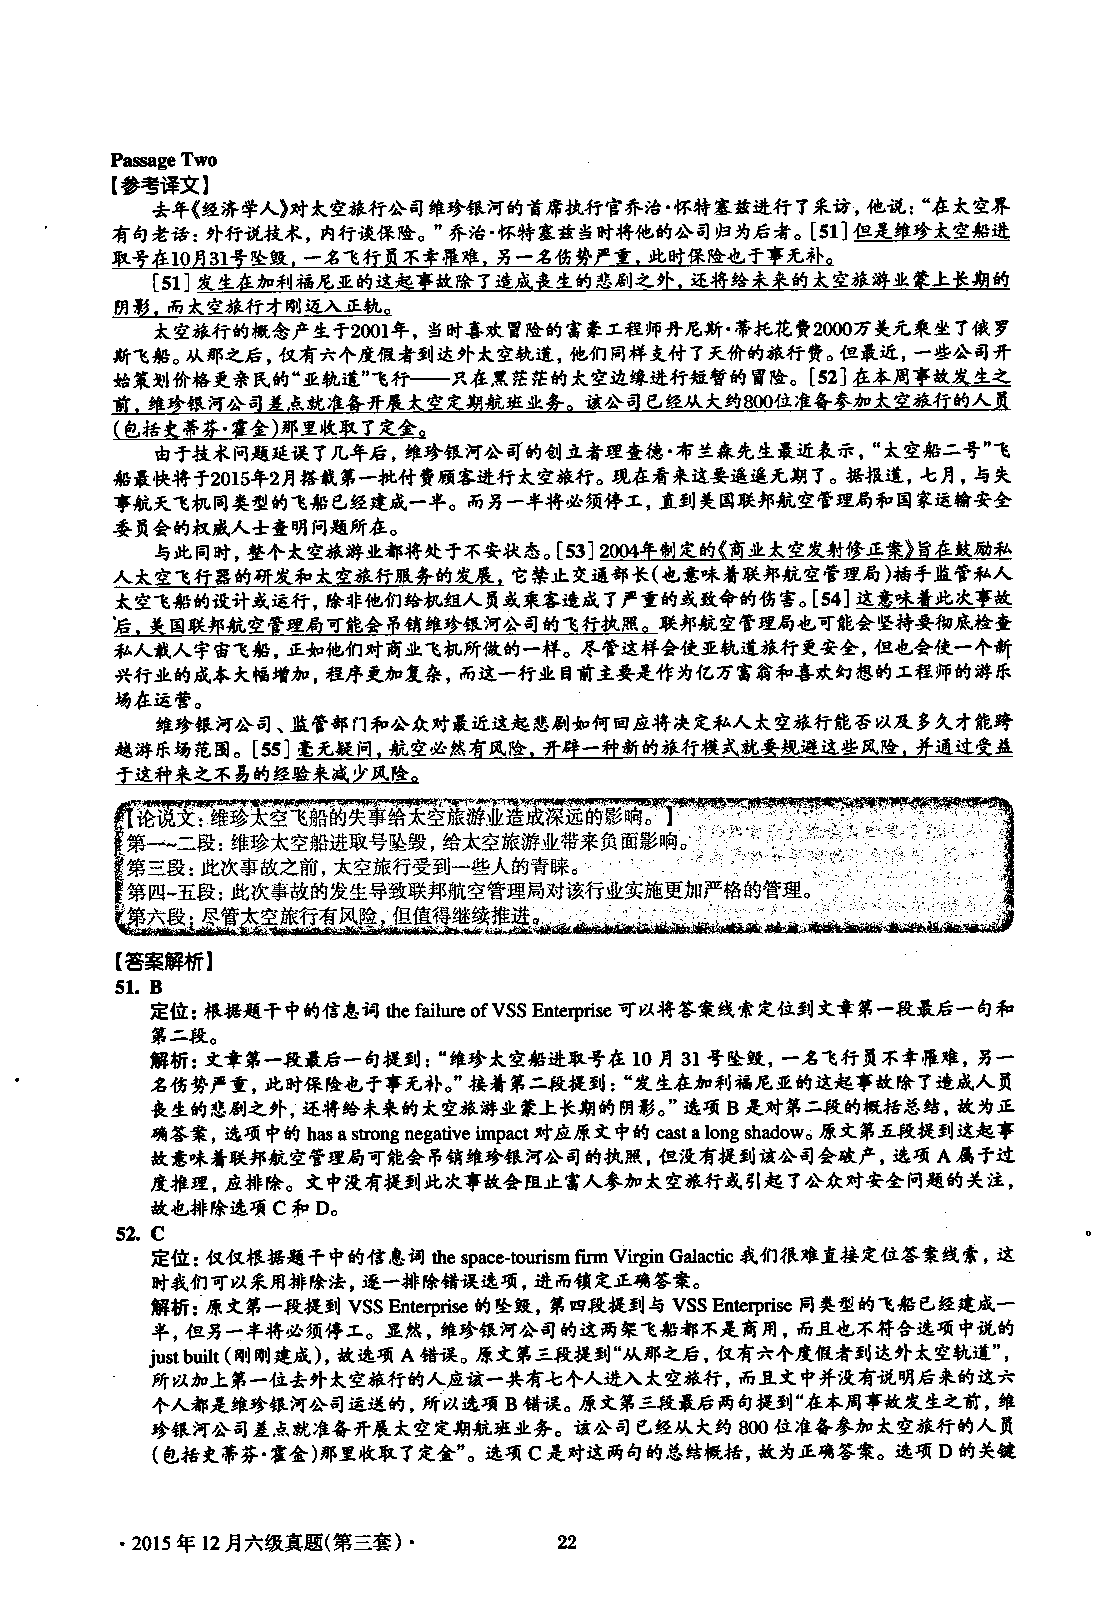 Passage Two
【参考译文】
去年《经济学人》对太空旅行公司维珍银河的首席执行官乔治·怀特塞兹进行了采访，他说：“在太空界
有句老话：外行说技术，内行谈保险。”乔治·怀特塞兹当时将他的公司归为后者。[51]但是维珍太空船进
取号在10月31号坠毁，一名飞行员不幸罹难，另一名伤势严重，此时保险也于事无补。
[51]发生在加利福尼亚的这起事故除了造成丧生的悲剧之外，还将给未来的太空旅游业蒙上长期的
阴影，而太空旅行才刚迈入正轨。
太空旅行的概念产生于2001年，当时喜欢冒险的富豪工程师丹尼斯·蒂托花费2000万美元乘坐了俄罗
斯飞船。从那之后，仅有六个度假者到达外太空轨道，他们同样支付了天价的旅行费。但最近，一些公司开
始策划价格更亲民的“亚轨道”飞行——只在黑茫茫的太空边缘进行短暂的冒险。[52]在本周事故发生之
前，维珍银河公司差点就准备开展太空定期航班业务。该公司已经从大约800位准备参加太空旅行的人员
(包括史蒂芬·霍金)那里收取了定金。
由于技术问题延误了几年后，维珍银河公司的创立者理查德·布兰森先生最近表示，“太空船二号”飞
船最快将于2015年2月搭载第一批付费顾客进行太空旅行。现在看来这要遥遥无期了。据报道，七月，与失
事航天飞机同类型的飞船已经建成一半。而另一半将必须停工，直到美国联邦航空管理局和国家运输安全
委员会的权威人士查明问题所在。
与此同时，整个太空旅游业都将处于不安状态。[53]2004年制定的《商业太空发射修正案》旨在鼓励私
人太空飞行器的研发和太空旅行服务的发展，它禁止交通部长(也意味着联邦航空管理局)插手监管私人
太空飞船的设计或运行，除非他们给机组人员或乘客造成了严重的或致命的伤害。[54]这意味着此次事故
后，美国联邦航空管理局可能会吊销维珍银河公司的飞行执照。联邦航空管理局也可能会坚持要彻底检查
私人载人宇宙飞船，正如他们对商业飞机所做的一样。尽管这样会使亚轨道旅行更安全，但也会使一个新
兴行业的成本大幅增加，程序更加复杂，而这一行业目前主要是作为亿万富翁和喜欢幻想的工程师的游乐
场在运营。
维珍银河公司、监管部门和公众对最近这起悲剧如何回应将决定私人太空旅行能否以及多久才能跨
越游乐场范围。[55]毫无疑问，航空必然有风险，开辟一种新的旅行模式就要规避这些风险，并通过受益
于这种来之不易的经验来减少风险。
【论说文：维珍太空飞船的失事给太空旅游业造成深远的影响。】
第一~二段：维珍太空船进取号坠毁，给太空旅游业带来负面影响。
第三段：此次事故之前，太空旅行受到一些人的青睐。
第四~五段：此次事故的发生导致联邦航空管理局对该行业实施更加严格的管理。
第六段：尽管太空旅行有风险，但值得继续推进。
【答案解析】
51. B
定位：根据题干中的信息词 the failure of VSS Enterprise 可以将答案线索定位到文章第一段最后一句和
第二段。
解析：文章第一段最后一句提到：“维珍太空船进取号在 10 月 31 号坠毁，一名飞行员不幸罹难，另一
名伤势严重，此时保险也于事无补。”接着第二段提到：“发生在加利福尼亚的这起事故除了造成人员
丧生的悲剧之外，还将给未来的太空旅游业蒙上长期的阴影。”选项 B 是对第二段的概括总结，故为正
确答案，选项中的 has a strong negative impact 对应原文中的 cast a long shadow。原文第五段提到这起事
故意味着联邦航空管理局可能会吊销维珍银河公司的执照，但没有提到该公司会破产，选项 A 属于过
度推理，应排除。文中没有提到此次事故会阻止富人参加太空旅行或引起了公众对安全问题的关注，
故也排除选项 C 和 D。
52. C
定位：仅仅根据题干中的信息词 the space-tourism firm Virgin Galactic 我们很难直接定位答案线索，这
时我们可以采用排除法，逐一排除错误选项，进而锁定正确答案。
解析：原文第一段提到 VSS Enterprise 的坠毁，第四段提到与 VSS Enterprise 同类型的飞船已经建成一
半，但另一半将必须停工。显然，维珍银河公司的这两架飞船都不是商用，而且也不符合选项中说的
just built (刚刚建成)，故选项 A 错误。原文第三段提到“从那之后，仅有六个度假者到达外太空轨道”，
所以加上第一位去外太空旅行的人应该一共有七个人进入太空旅行，而且文中并没有说明后来的这六
个人都是维珍银河公司运送的，所以选项 B 错误。原文第三段最后两句提到“在本周事故发生之前，维
珍银河公司差点就准备开展太空定期航班业务。该公司已经从大约 800 位准备参加太空旅行的人员
(包括史蒂芬·霍金)那里收取了定金”。选项 C 是对这两句的总结概括，故为正确答案。选项 D 的关键
·2015 年 12 月六级真题(第三套)·
22